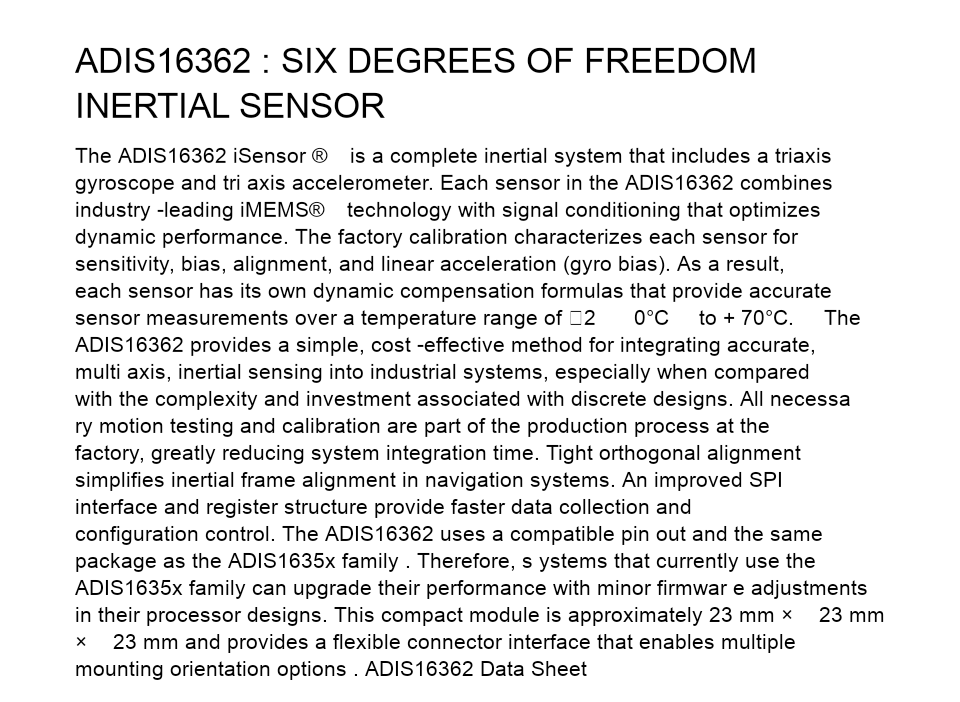 ADIS16362 : SIX DEGREES OF FREEDOM
INERTIAL SENSOR
The ADIS16362 iSensor ® is a complete inertial system that includes a triaxis
gyroscope and tri axis accelerometer. Each sensor in the ADIS16362 combines
industry -leading iMEMS® technology with signal conditioning that optimizes
dynamic performance. The factory calibration characterizes each sensor for
sensitivity, bias, alignment, and linear acceleration (gyro bias). As a result,
each sensor has its own dynamic compensation formulas that provide accurate
sensor measurements over a temperature range of □2 0°C to + 70°C. The
ADIS16362 provides a simple, cost -effective method for integrating accurate,
multi axis, inertial sensing into industrial systems, especially when compared
with the complexity and investment associated with discrete designs. All necessa
ry motion testing and calibration are part of the production process at the
factory, greatly reducing system integration time. Tight orthogonal alignment
simplifies inertial frame alignment in navigation systems. An improved SPI
interface and register structure provide faster data collection and
configuration control. The ADIS16362 uses a compatible pin out and the same
package as the ADIS1635x family . Therefore, s ystems that currently use the
ADIS1635x family can upgrade their performance with minor firmwar e adjustments
in their processor designs. This compact module is approximately 23 mm × 23 mm
× 23 mm and provides a flexible connector interface that enables multiple
mounting orientation options . ADIS16362 Data Sheet